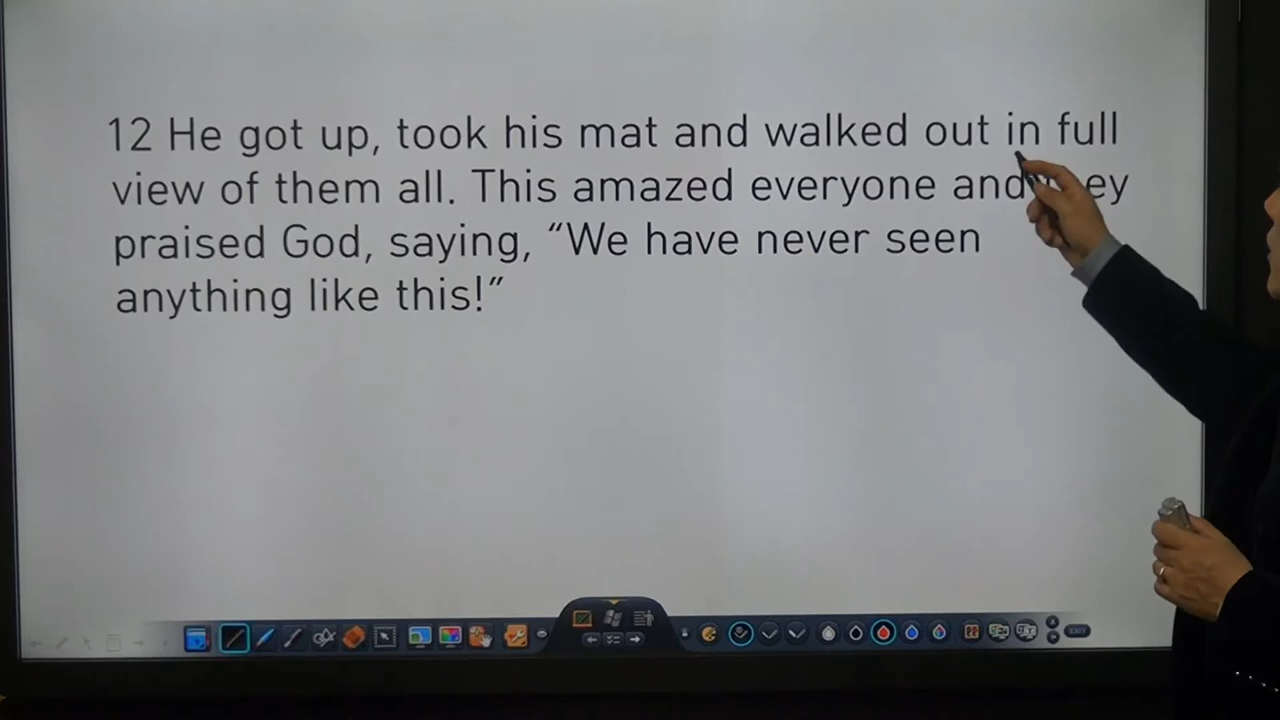 12 He got up, took his mat and walked out in full
view of them all. This amazed everyone and
praised God, saying, “We have never seen
anything like this!”
EXIT